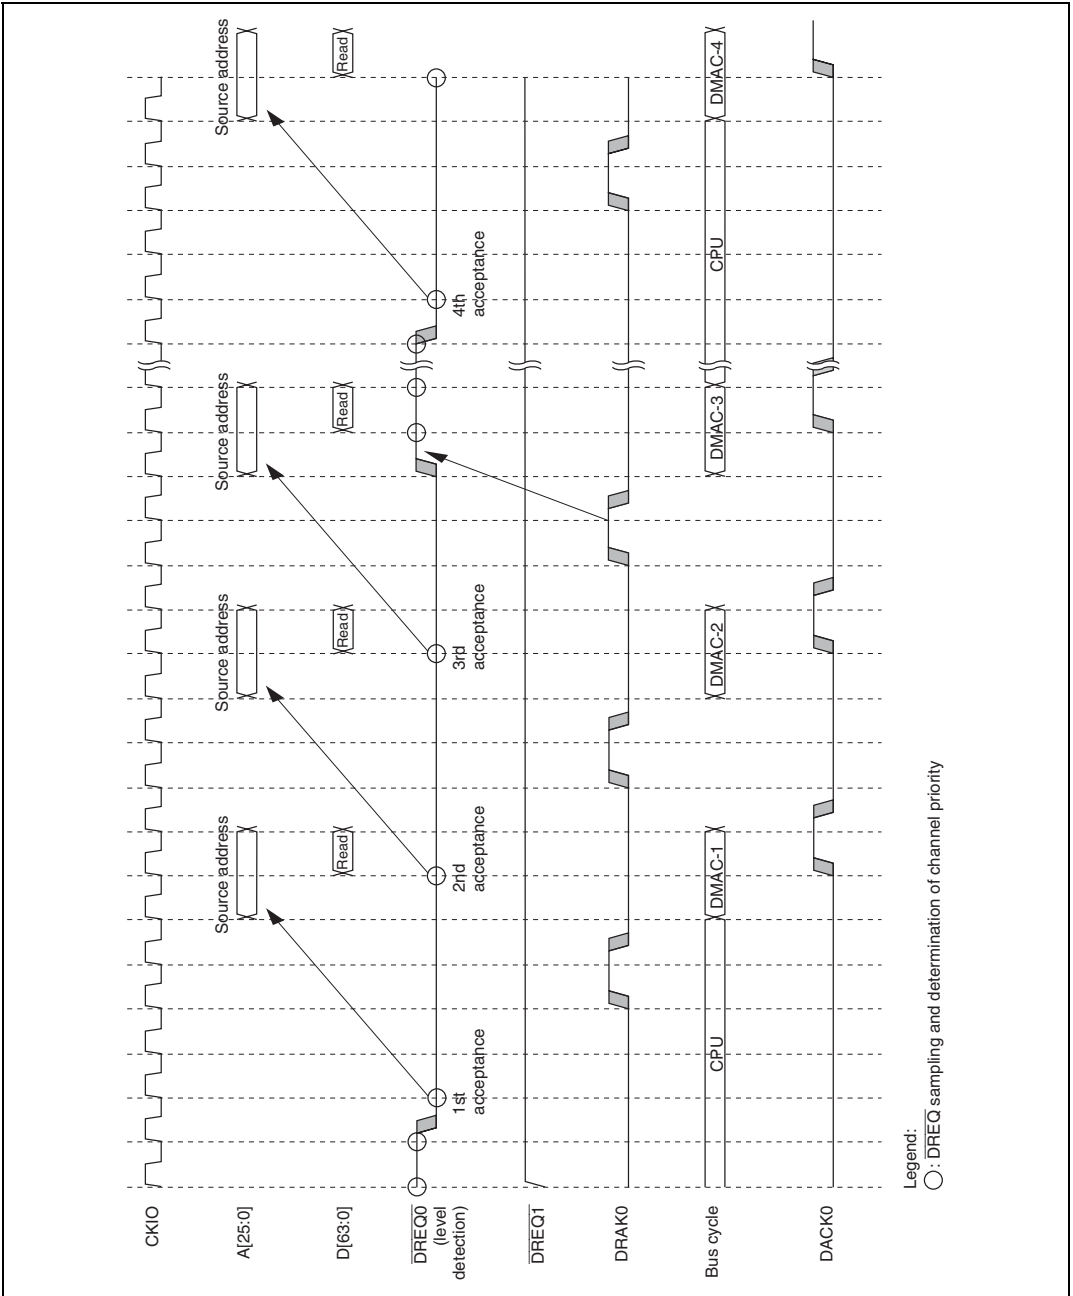 CKIO
A[25:0]
Source address
Source address
Source address
Source address
D[63:0]
Read
Read
Read
Read
DREQ0
(level
detection)
1st
acceptance
2nd
acceptance
3rd
acceptance
4th
acceptance
DREQ1
DRAK0
Bus cycle
CPU
DMAC-1
DMAC-2
DMAC-3
CPU
DMAC-4
DACK0
Legend:
: DREQ sampling and determination of channel priority